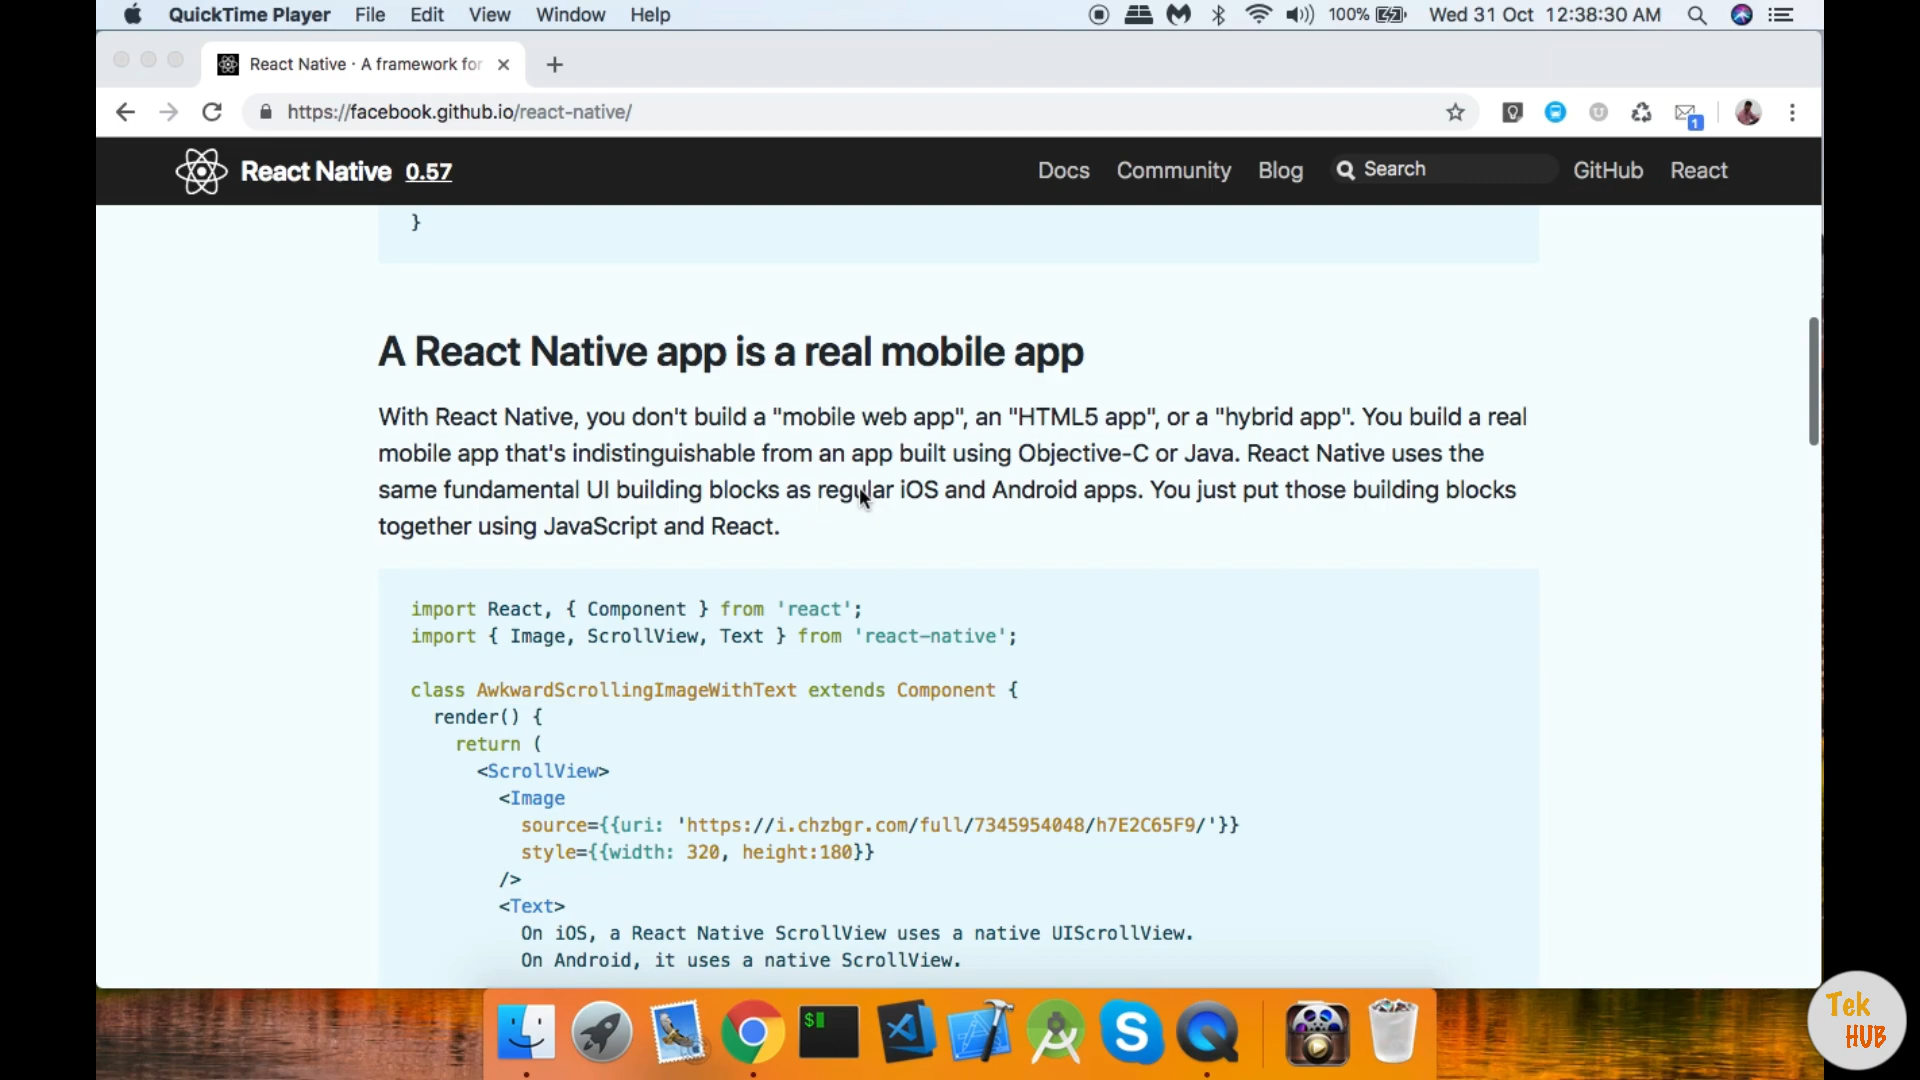 QuickTime Player File Edit View Window Help 100% Wed 31 Oct 12:38:30 AM
React Native · A framework for
https://facebook.github.io/react-native/
1
React Native 0.57 Docs Community Blog Search GitHub React
}
A React Native app is a real mobile app
With React Native, you don't build a "mobile web app", an "HTML5 app", or a "hybrid app". You build a real
mobile app that's indistinguishable from an app built using Objective-C or Java. React Native uses the
same fundamental UI building blocks as regular iOS and Android apps. You just put those building blocks
together using JavaScript and React.
import React, { Component } from 'react';
import { Image, ScrollView, Text } from 'react-native';
class AwkwardScrollingImageWithText extends Component {
render() {
return (
<ScrollView>
<Image
source={{uri: 'https://i.chzbgr.com/full/7345954048/h7E2C65F9/'}}
style={{width: 320, height:180}}
/>
<Text>
On iOS, a React Native ScrollView uses a native UIScrollView.
On Android, it uses a native ScrollView.
$
S
Tek
HUB